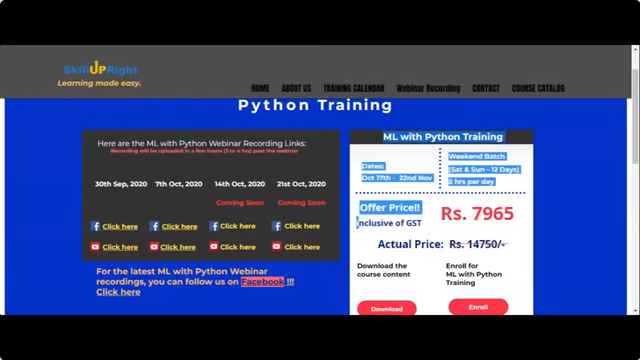 SkillUPRight
Learning made easy.
HOME ABOUT US TRAINING CALENDAR Webinar Recording CONTACT COURSE CATALOG
Python Training
Here are the ML with Python Webinar Recording Links:
Recording will be uploaded in a few hours (3 to 4 hrs) post the webinar
30th Sep, 2020 7th Oct, 2020 14th Oct, 2020 21st Oct, 2020
Coming Soon Coming Soon
Click here Click here Click here Click here
Click here Click here Click here Click here
For the latest ML with Python Webinar
recordings, you can follow us on Facebook !!!
Click here
ML with Python Training
Dates:
Oct 17th - 22nd Nov
Weekend Batch
[Sat & Sun - 12 Days]
5 hrs per day
Offer Price!!
Inclusive of GST
Rs. 7965
Actual Price: Rs. 14750/-
Download the
course content
Download
Enroll for
ML with Python
Training
Enroll